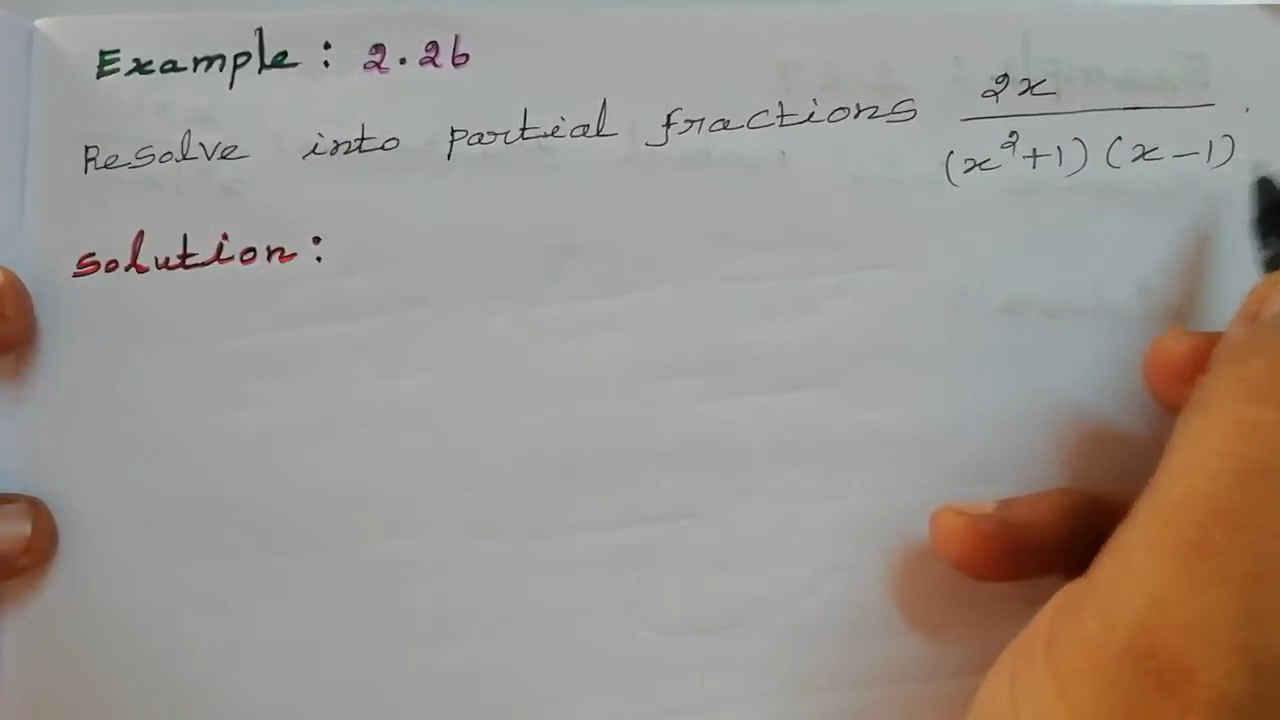 Example : 2.26
Resolve into partial fractions 2x / (x²+1) (x-1) .
Solution :